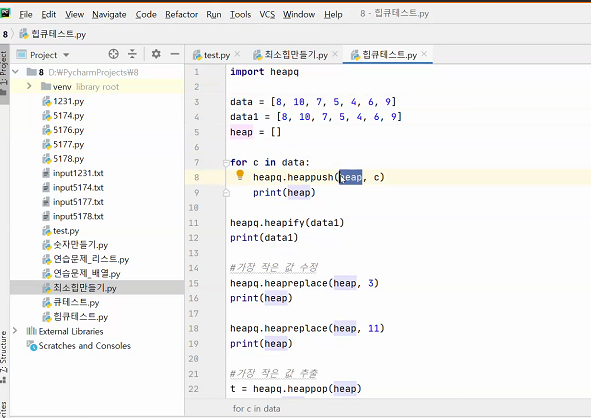 File Edit View Navigate Code Refactor Run Tools VCS Window Help 8 - 힙큐테스트.py
8 힙큐테스트.py
Project
test.py 최소힙만들기.py 힙큐테스트.py
1: Project
8 D:\PycharmProjects\8
venv library root
1231.py
5174.py
5176.py
5177.py
5178.py
input1231.txt
input5174.txt
input5177.txt
input5178.txt
test.py
숫자만들기.py
연습문제_리스트.py
연습문제_배열.py
최소힙만들기.py
큐테스트.py
힙큐테스트.py
External Libraries
Scratches and Consoles
Z: Structure
1 import heapq
2
3 data = [8, 10, 7, 5, 4, 6, 9]
4 data1 = [8, 10, 7, 5, 4, 6, 9]
5 heap = []
6
7 for c in data:
8 heapq.heappush(heap, c)
9 print(heap)
10
11 heapq.heapify(data1)
12 print(data1)
13
14 #가장 작은 값 수정
15 heapq.heapreplace(heap, 3)
16 print(heap)
17
18 heapq.heapreplace(heap, 11)
19 print(heap)
20
21 #가장 작은 값 추출
22 t = heapq.heappop(heap)
for c in data